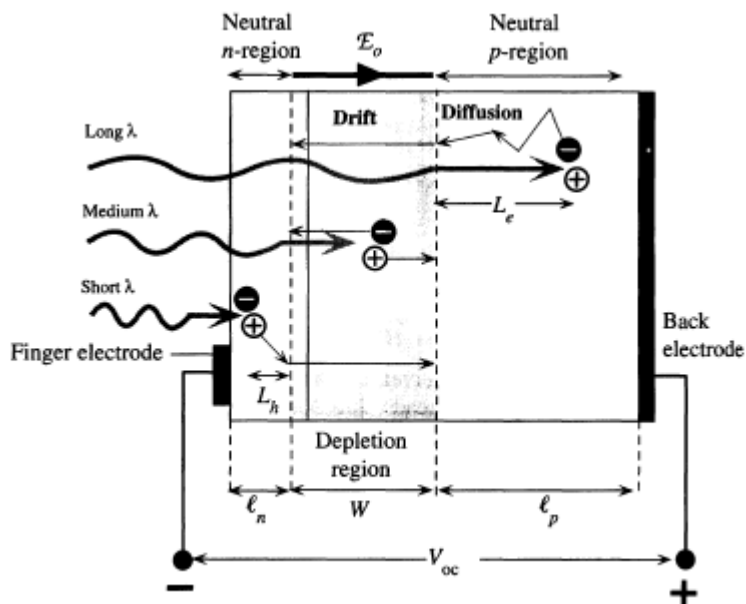 Neutral
n-region
ℰₒ
Neutral
p-region
Long λ
Drift
Diffusion
−
+
Lₑ
Medium λ
−
+
Short λ
−
+
Finger electrode
Back
electrode
Lₕ
Depletion
region
ℓₙ
W
ℓₚ
V_oc
−
+